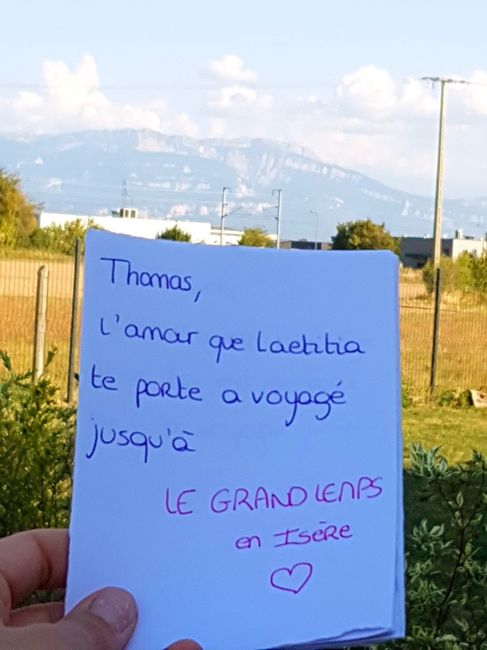 Thomas,
l'amour que Laetitia
te porte a voyagé
jusqu'à
LE GRAND LEMPS
en ISÈRE